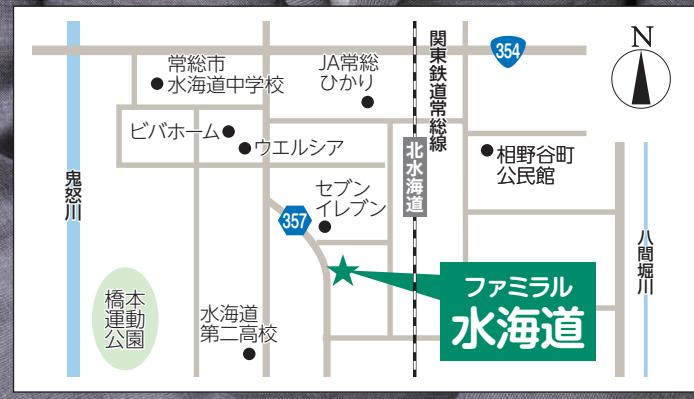 常総市
水海道中学校
JA常総
ひかり
関東鉄道常総線
354
N
ビバホーム
ウエルシア
北水海道
相野谷町
公民館
鬼怒川
セブン
イレブン
357
八間堀川
橋本
運動
公園
水海道
第二高校
ファミラル
水海道